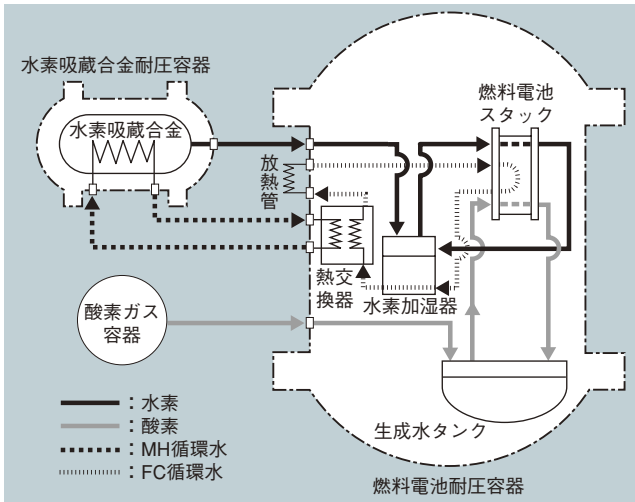 水素吸蔵合金耐圧容器
水素吸蔵合金
燃料電池
スタック
放熱管
熱交
換器
水素加湿器
酸素ガス
容器
生成水タンク
燃料電池耐圧容器
：水素
：酸素
：MH循環水
：FC循環水